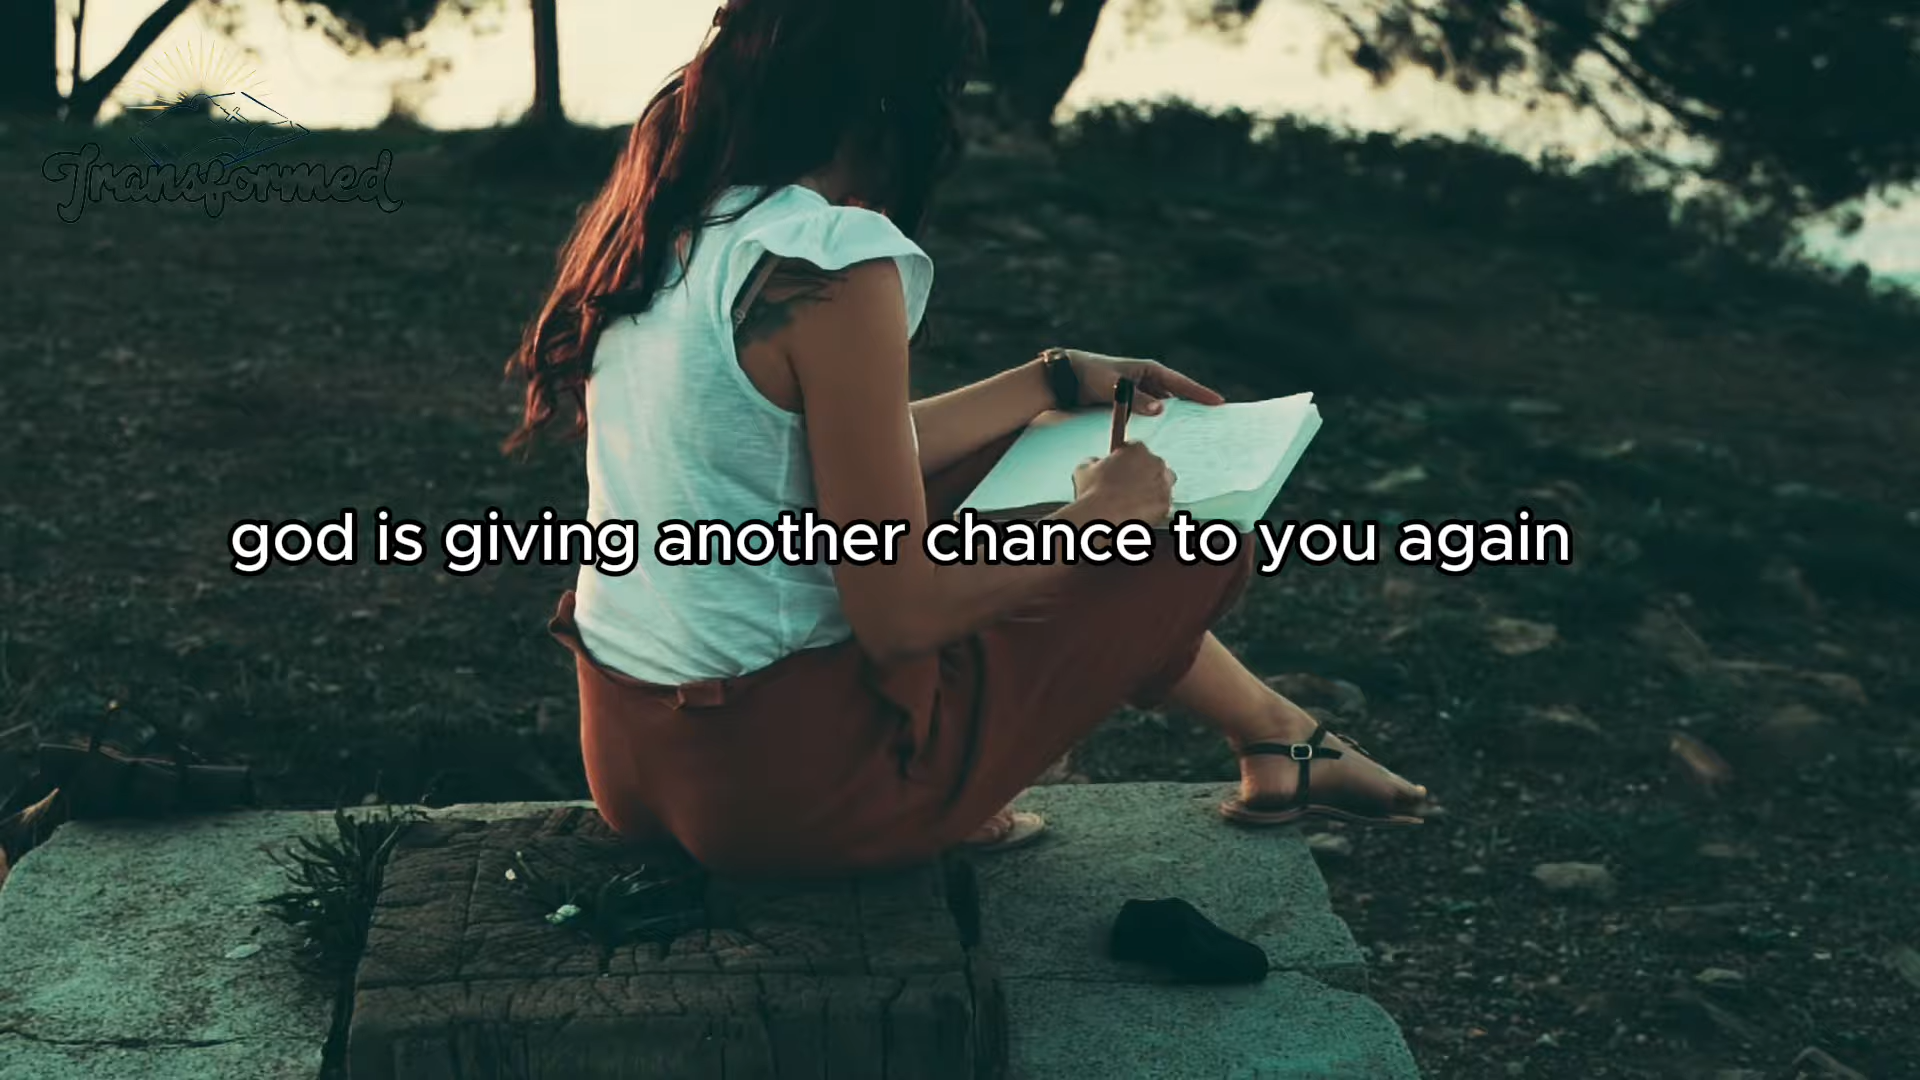 Transformed
god is giving another chance to you again